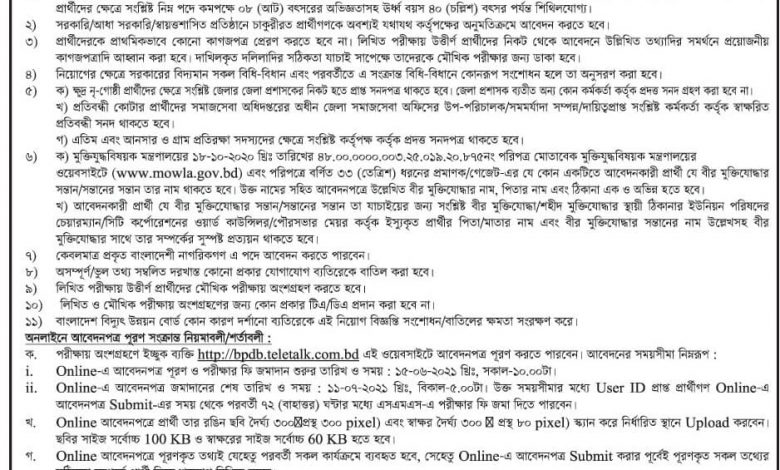 প্রার্থীদের ক্ষেত্রে সংশ্লিষ্ট নিম্ন পদে কমপক্ষে ০৮ (আট) বৎসরের অভিজ্ঞতাসহ উর্ধ্ব বয়স ৪০ (চল্লিশ) বৎসর পর্যন্ত শিথিলযোগ্য।
২) সরকারি/আধা সরকারি/স্বায়ত্তশাসিত প্রতিষ্ঠানে চাকুরীরত প্রার্থীগণকে অবশ্যই যথাযথ কর্তৃপক্ষের অনুমতিক্রমে আবেদন করতে হবে।
৩) প্রার্থীদেরকে প্রাথমিকভাবে কোনো কাগজপত্র প্রেরণ করতে হবে না। লিখিত পরীক্ষায় উত্তীর্ণ প্রার্থীদের নিকট থেকে আবেদনে উল্লিখিত তথ্যাদির সমর্থনে প্রয়োজনীয়
কাগজপত্রাদি আহ্বান করা হবে। দাখিলকৃত দলিলাদির সঠিকতা যাচাই সাপেক্ষে তাদেরকে মৌখিক পরীক্ষার জন্য ডাকা হবে।
৪) নিয়োগের ক্ষেত্রে সরকারের বিদ্যমান সকল বিধি-বিধান এবং পরবর্তীতে এ সংক্রান্ত বিধি-বিধানে কোনরূপ সংশোধন হলে তা অনুসরণ করা হবে।
৫) ক) ক্ষুদ্র নৃ-গোষ্ঠী প্রার্থীদের ক্ষেত্রে সংশ্লিষ্ট জেলার জেলা প্রশাসকের নিকট হতে প্রাপ্ত সনদপত্র থাকতে হবে। জেলা প্রশাসক ব্যতীত অন্য কোন কর্মকর্তা কর্তৃক প্রদত্ত সনদ গ্রহণ করা হবে না।
খ) প্রতিবন্ধী কোটার প্রার্থীদের সমাজসেবা অধিদপ্তরের অধীন জেলা সমাজসেবা অফিসের উপ-পরিচালক/সমমর্যাদা সম্পন্ন/দায়িত্বপ্রাপ্ত সংশ্লিষ্ট কর্মকর্তা কর্তৃক স্বাক্ষরিত
প্রতিবন্ধী সনদ থাকতে হবে।
গ) এতিম এবং আনসার ও গ্রাম প্রতিরক্ষা সদস্যদের ক্ষেত্রে সংশ্লিষ্ট কর্তৃপক্ষ কর্তৃক প্রদত্ত সনদপত্র থাকতে হবে।
৬) ক) মুক্তিযুদ্ধবিষয়ক মন্ত্রণালয়ের ১৮-১০-২০২০ খ্রিঃ তারিখের ৪৮.০০.০০০০.০০৩.২৫.০১৯.২০.৮৭৫নং পরিপত্র মোতাবেক মুক্তিযুদ্ধবিষয়ক মন্ত্রণালয়ের
ওয়েবসাইটে (www.mowla.gov.bd) এবং পরিপত্রে বর্ণিত ৩৩ (তেত্রিশ) ধরনের প্রমাণক/গেজেট-এর যে কোন একটিতে আবেদনকারী প্রার্থী যে বীর মুক্তিযোদ্ধার
সন্তান/সন্তানের সন্তান তার নাম থাকতে হবে। উক্ত নামের সহিত আবেদনপত্রে উল্লেখিত বীর মুক্তিযোদ্ধার নাম, পিতার নাম এবং ঠিকানা এক ও অভিন্ন হতে হবে।
খ) আবেদনকারী প্রার্থী যে বীর মুক্তিযোদ্ধার সন্তান/সন্তানের সন্তান তা যাচাইয়ের জন্য সংশ্লিষ্ট বীর মুক্তিযোদ্ধা/শহীদ মুক্তিযোদ্ধার স্থায়ী ঠিকানার ইউনিয়ন পরিষদের
চেয়ারম্যান/সিটি কর্পোরেশনের ওয়ার্ড কাউন্সিলর/পৌরসভার মেয়র কর্তৃক ইস্যুকৃত প্রার্থীর পিতা/মাতার নাম এবং বীর মুক্তিযোদ্ধার সন্তানের নাম উল্লেখসহ বীর
মুক্তিযোদ্ধার সাথে তার সম্পর্কের সুস্পষ্ট প্রত্যয়ন থাকতে হবে।
৭) কেবলমাত্র প্রকৃত বাংলাদেশী নাগরিকগণ এ পদে আবেদন করতে পারবেন।
৮) অসম্পূর্ণ/ভুল তথ্য সম্বলিত দরখাস্ত কোনো প্রকার যোগাযোগ ব্যতিরেকে বাতিল করা হবে।
৯) লিখিত পরীক্ষায় উত্তীর্ণ প্রার্থীদের মৌখিক পরীক্ষায় অংশগ্রহণ করতে হবে।
১০) লিখিত ও মৌখিক পরীক্ষায় অংশগ্রহণের জন্য কোন প্রকার টিএ/ডিএ প্রদান করা হবে না।
১১) বাংলাদেশ বিদ্যুৎ উন্নয়ন বোর্ড কোন কারণ দর্শানো ব্যতিরেকে এই নিয়োগ বিজ্ঞপ্তি সংশোধন/বাতিলের ক্ষমতা সংরক্ষণ করে।
অনলাইনে আবেদনপত্র পূরণ সংক্রান্ত নিয়মাবলী/শর্তাবলী :
ক. পরীক্ষায় অংশগ্রহণে ইচ্ছুক ব্যক্তি http://bpdb.teletalk.com.bd এই ওয়েবসাইটে আবেদনপত্র পূরণ করতে পারবেন। আবেদনের সময়সীমা নিম্নরূপ :
i. Online-এ আবেদনপত্র পূরণ ও পরীক্ষার ফি জমাদান শুরুর তারিখ ও সময় : ১৫-০৬-২০২১ খ্রিঃ, সকাল-১০.০০টা।
ii. Online-এ আবেদনপত্র জমাদানের শেষ তারিখ ও সময় : ১১-০৭-২০২১ খ্রিঃ, বিকাল-৫.০০টা। উক্ত সময়সীমার মধ্যে User ID প্রাপ্ত প্রার্থীগণ Online-এ
আবেদনপত্র Submit-এর সময় থেকে পরবর্তী ৭২ (বাহাত্তর) ঘন্টার মধ্যে এসএমএস-এ পরীক্ষার ফি জমা দিতে পারবেন।
খ. Online আবেদনপত্রে প্রার্থী তার রঙিন ছবি দৈর্ঘ্য ৩০০প্রস্থ ৩০০ pixel) এবং স্বাক্ষর দৈর্ঘ্য ৩০০ প্রস্থ ৮০ pixel) স্ক্যান করে নির্ধারিত স্থানে Upload করবেন।
ছবির সাইজ সর্বোচ্চ 100 KB ও স্বাক্ষরের সাইজ সর্বোচ্চ 60 KB হতে হবে।
গ. Online আবেদনপত্রে পূরণকৃত তথ্যই যেহেতু পরবর্তী সকল কার্যক্রমে ব্যবহৃত হবে, সেহেতু Online-এ আবেদনপত্র Submit করার পূর্বেই পূরণকৃত সকল তথ্যের